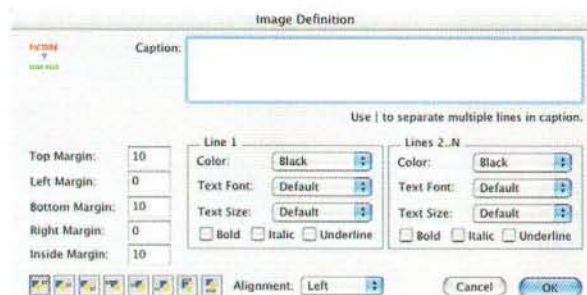 Image Definition
PICTURE
Caption:
Use | to separate multiple lines in caption.
Top Margin: 10
Left Margin: 0
Bottom Margin: 10
Right Margin: 0
Inside Margin: 10
Line 1
Color: Black
Text Font: Default
Text Size: Default
Bold Italic Underline
Lines 2..N
Color: Black
Text Font: Default
Text Size: Default
Bold Italic Underline
Alignment: Left
Cancel
OK